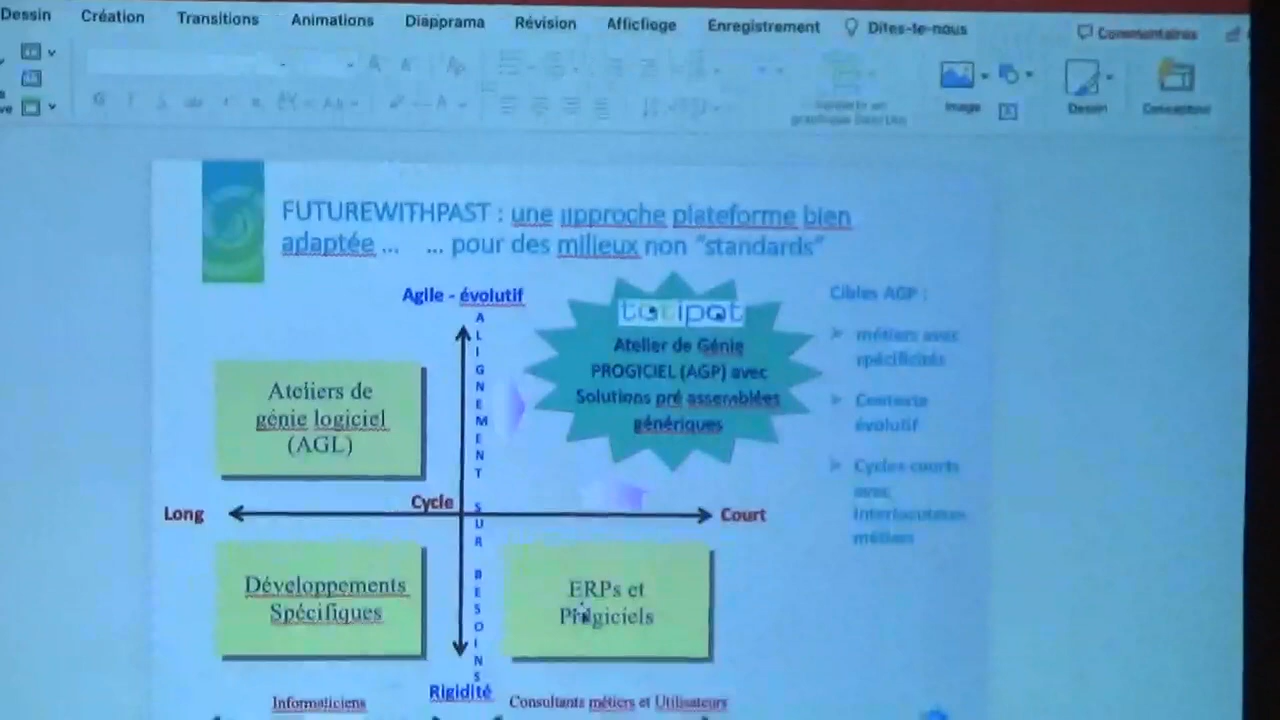 Dessin Création Transitions Animations Diaporama Révision Affichage Enregistrement Dites-le-nous Commentaires
Image Dessin
FUTUREWITHPAST : une approche plateforme bien
adaptée ... ... pour des milieux non "standards"
Agile - évolutif
ALIGNEMENT SUR BESOINS
totipot
Atelier de Génie
PROGICIEL (AGP) avec
Solutions pré assemblées
génériques
Cibles AGP :
métiers avec
spécificités
Contexte
évolutif
Cycles courts
avec
interlocuteurs
métiers
Ateliers de
génie logiciel
(AGL)
Cycle
Long
Court
Développements
Spécifiques
ERPs et
Progiciels
Rigidité
Informaticiens
Consultants métiers et Utilisateurs